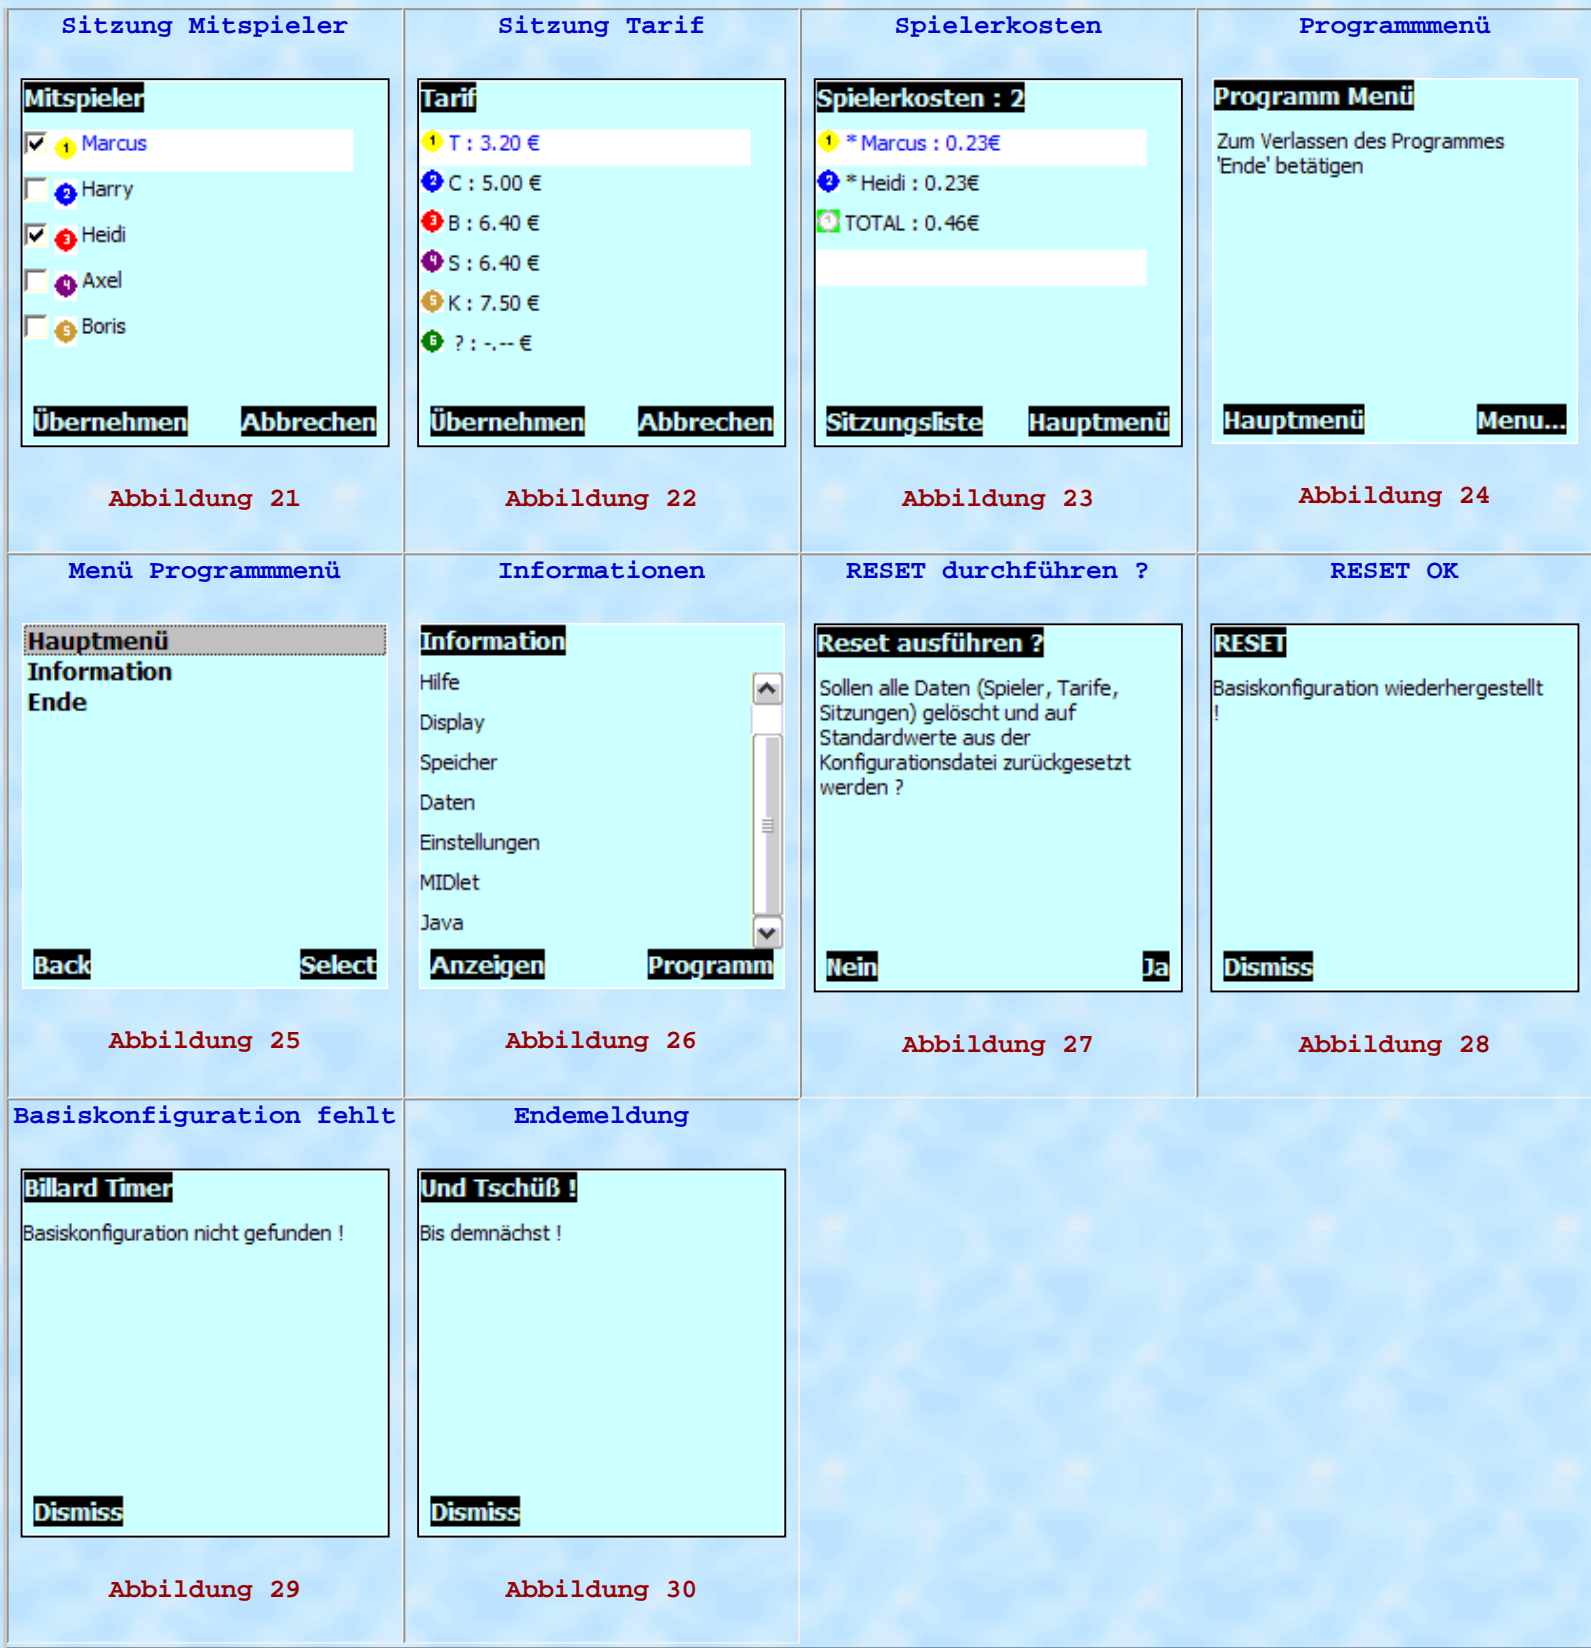 Sitzung Mitspieler
Mitspieler
1 Marcus
2 Harry
3 Heidi
4 Axel
5 Boris
Übernehmen Abbrechen
Abbildung 21
Sitzung Tarif
Tarif
1 T : 3.20 €
2 C : 5.00 €
3 B : 6.40 €
4 S : 6.40 €
5 K : 7.50 €
6 ? : -.-- €
Übernehmen Abbrechen
Abbildung 22
Spielerkosten
Spielerkosten : 2
1 * Marcus : 0.23€
2 * Heidi : 0.23€
TOTAL : 0.46€
Sitzungsliste Hauptmenü
Abbildung 23
Programmmenü
Programm Menü
Zum Verlassen des Programmes
'Ende' betätigen
Hauptmenü Menu...
Abbildung 24
Menü Programmmenü
Hauptmenü
Information
Ende
Back Select
Abbildung 25
Informationen
Information
Hilfe
Display
Speicher
Daten
Einstellungen
MIDlet
Java
Anzeigen Programm
Abbildung 26
RESET durchführen ?
Reset ausführen ?
Sollen alle Daten (Spieler, Tarife,
Sitzungen) gelöscht und auf
Standardwerte aus der
Konfigurationsdatei zurückgesetzt
werden ?
Nein Ja
Abbildung 27
RESET OK
RESET
Basiskonfiguration wiederhergestellt
!
Dismiss
Abbildung 28
Basiskonfiguration fehlt
Billard Timer
Basiskonfiguration nicht gefunden !
Dismiss
Abbildung 29
Endemeldung
Und Tschüß !
Bis demnächst !
Dismiss
Abbildung 30